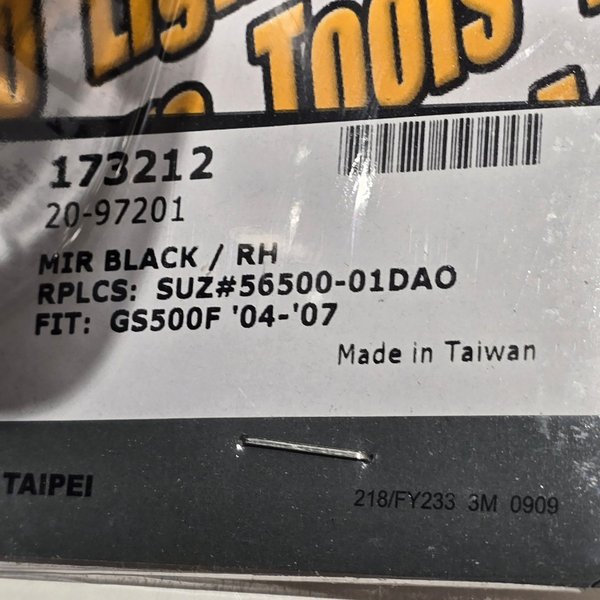 Tools
173212
20-97201
MIR BLACK / RH
RPLCS: SUZ#56500-01DAO
FIT: GS500F '04-'07
Made in Taiwan
TAIPEI
218/FY233 3M 0909